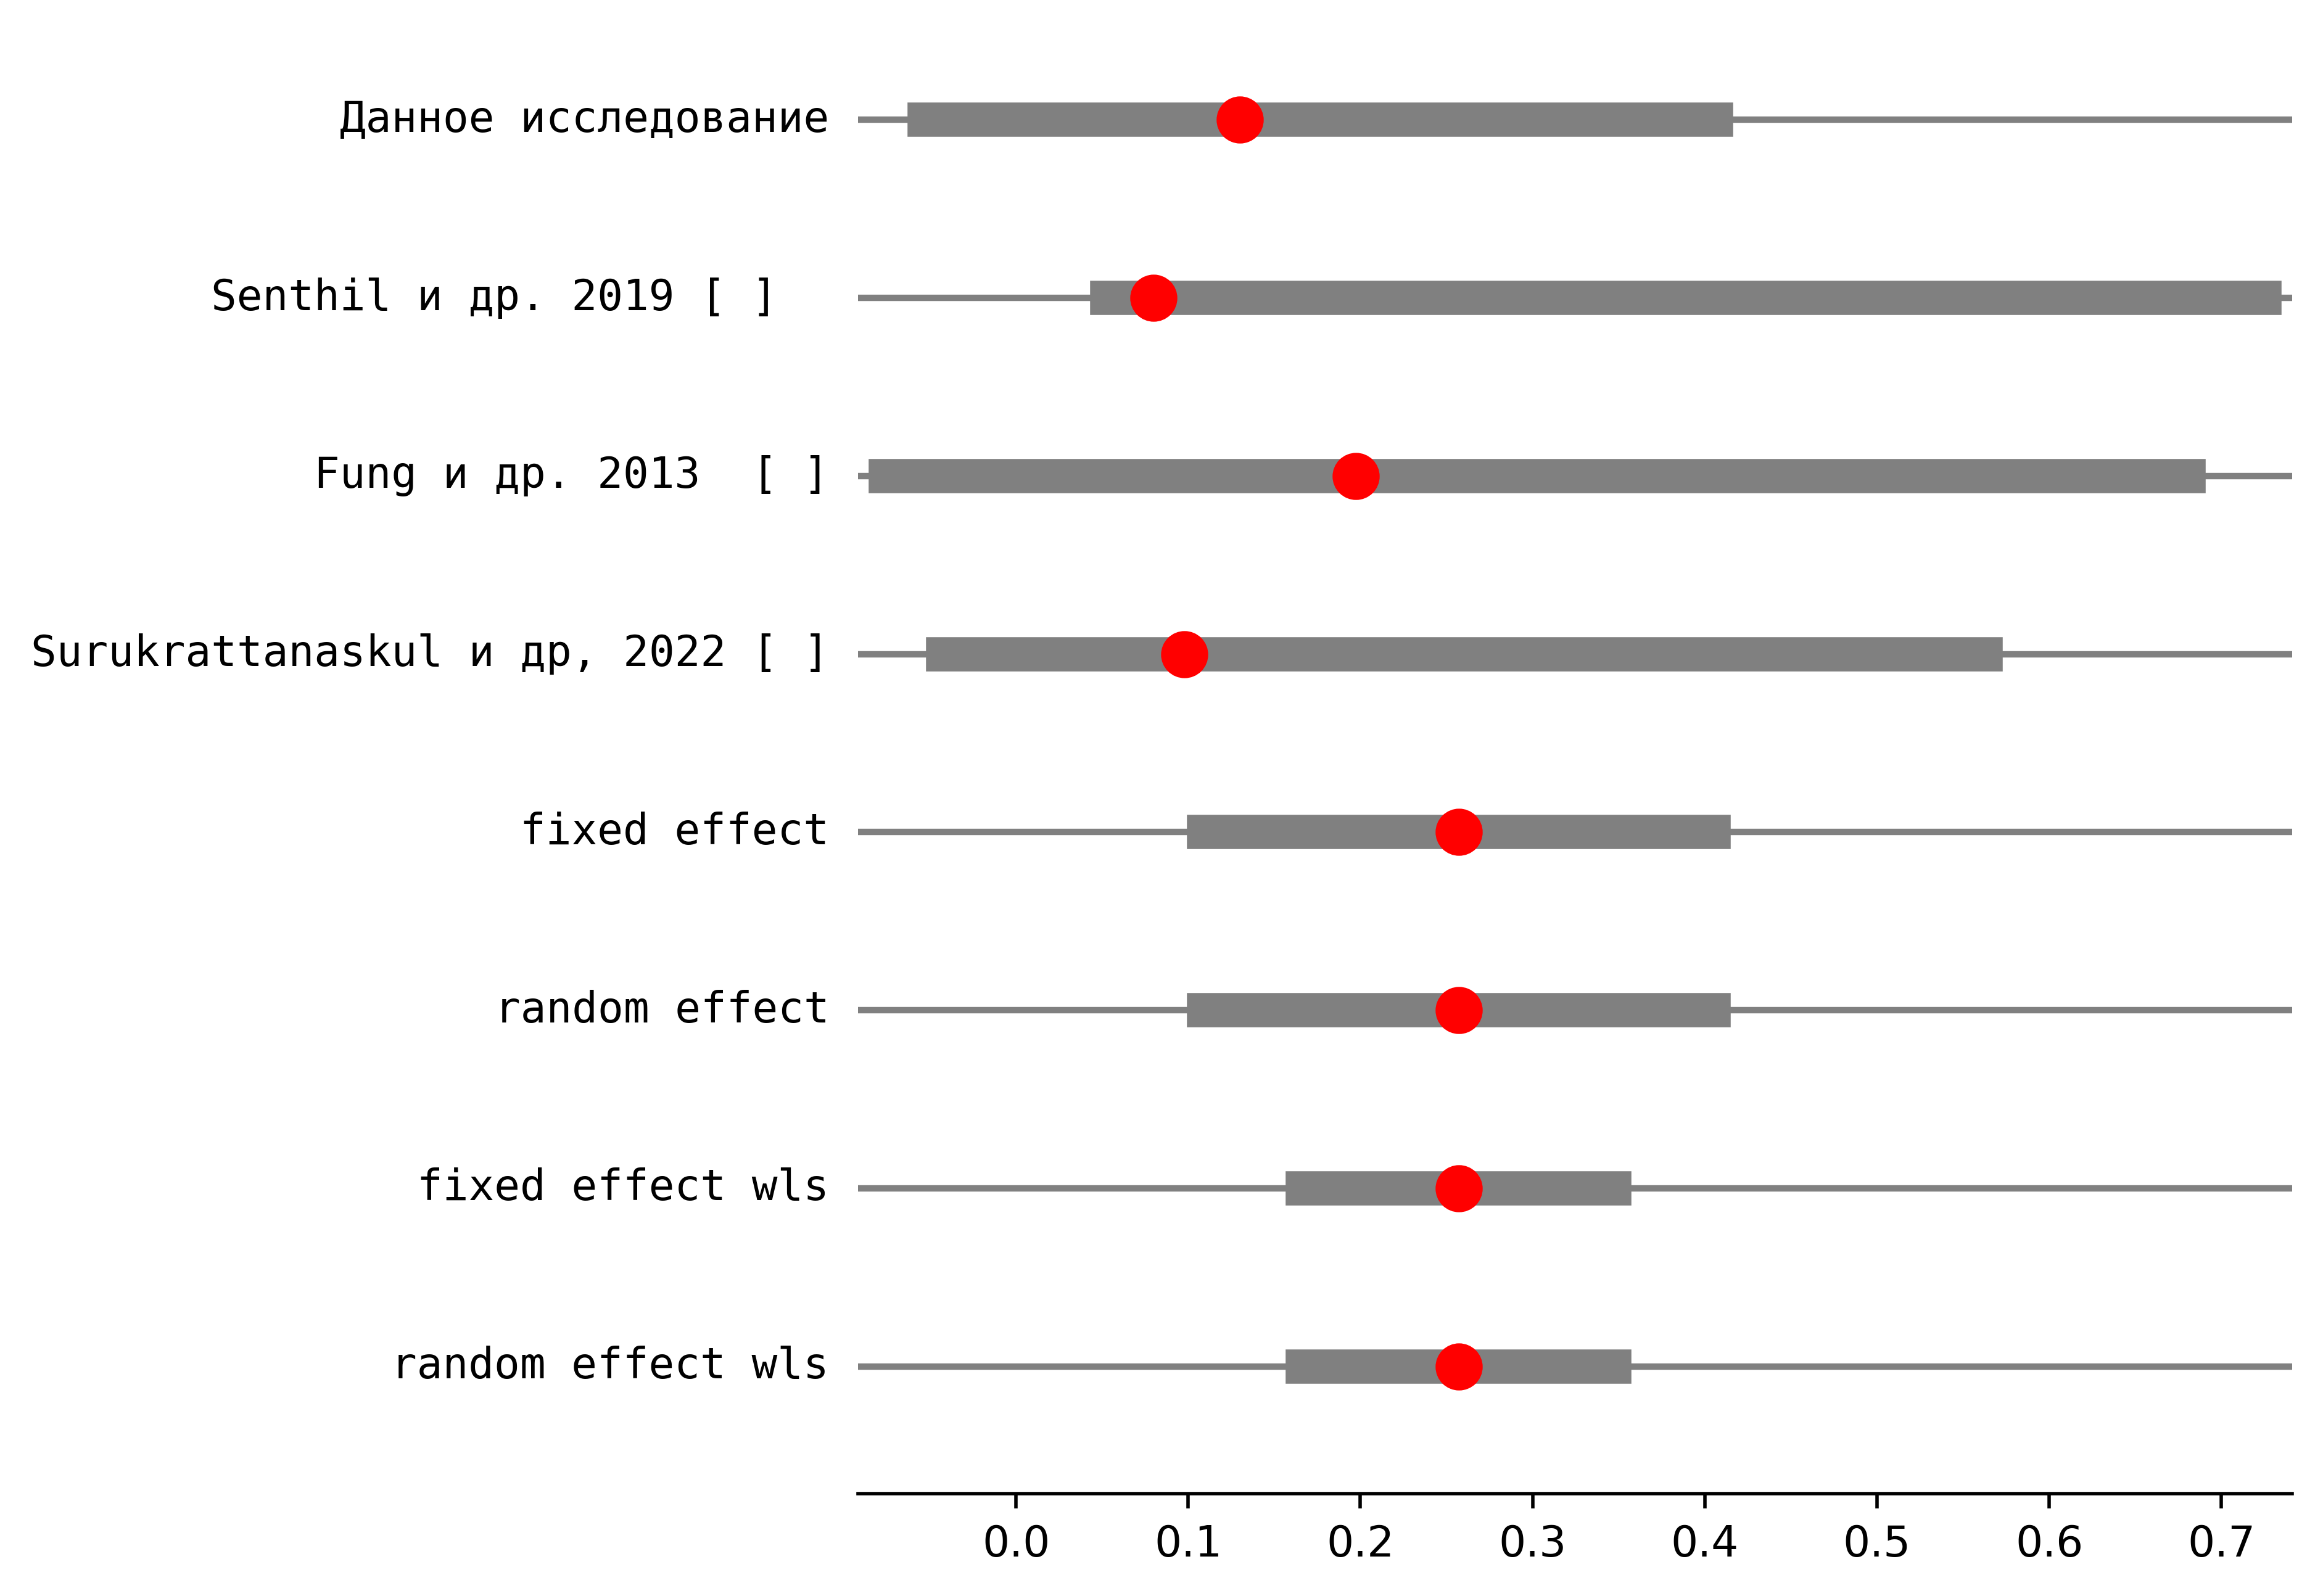 Данное исследование
Senthil и др. 2019 [ ]
Fung и др. 2013  [ ]
Surukrattanaskul и др, 2022 [ ]
fixed effect
random effect
fixed effect wls
random effect wls
0.0 0.1 0.2 0.3 0.4 0.5 0.6 0.7